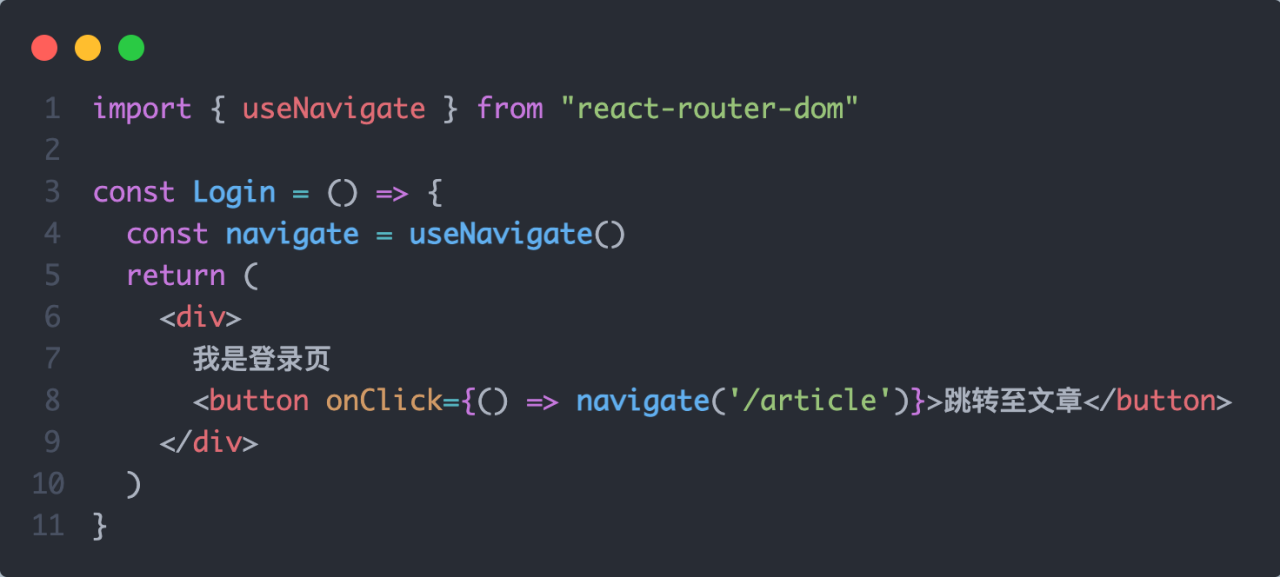 1 import { useNavigate } from "react-router-dom"
2
3 const Login = () => {
4   const navigate = useNavigate()
5   return (
6     <div>
7       我是登录页
8       <button onClick={() => navigate('/article')}>跳转至文章</button>
9     </div>
10   )
11 }